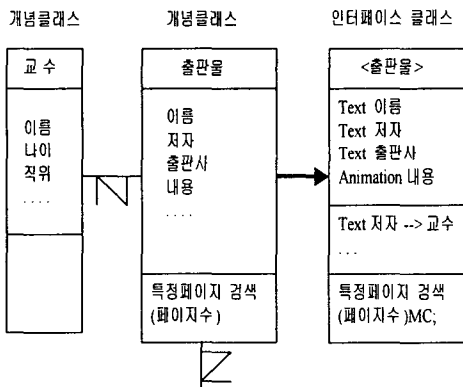 개념클래스
교 수
이름
나이
직위
. . . .
개념클래스
출판물
이름
저자
출판사
내용
. . . .
특정페이지 검색
(페이지수)
인터페이스 클래스
<출판물>
Text 이름
Text 저자
Text 출판사
Animation 내용
Text 저자 --> 교수
...
특정페이지 검색
(페이지수)MC;